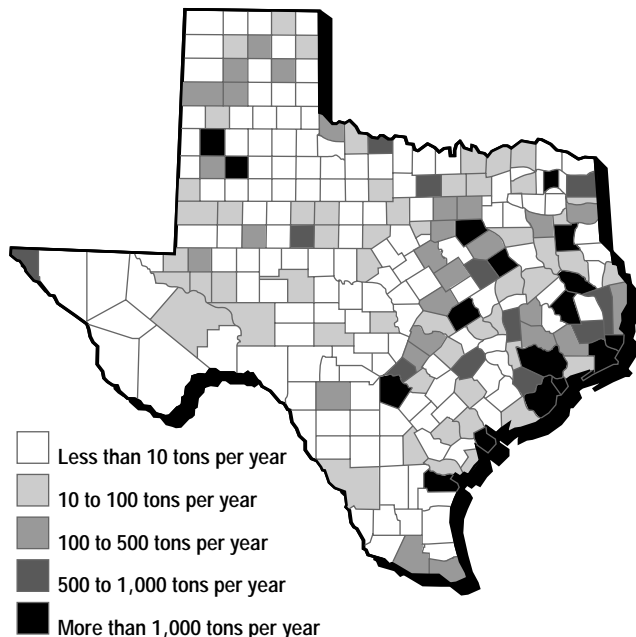 Less than 10 tons per year
10 to 100 tons per year
100 to 500 tons per year
500 to 1,000 tons per year
More than 1,000 tons per year